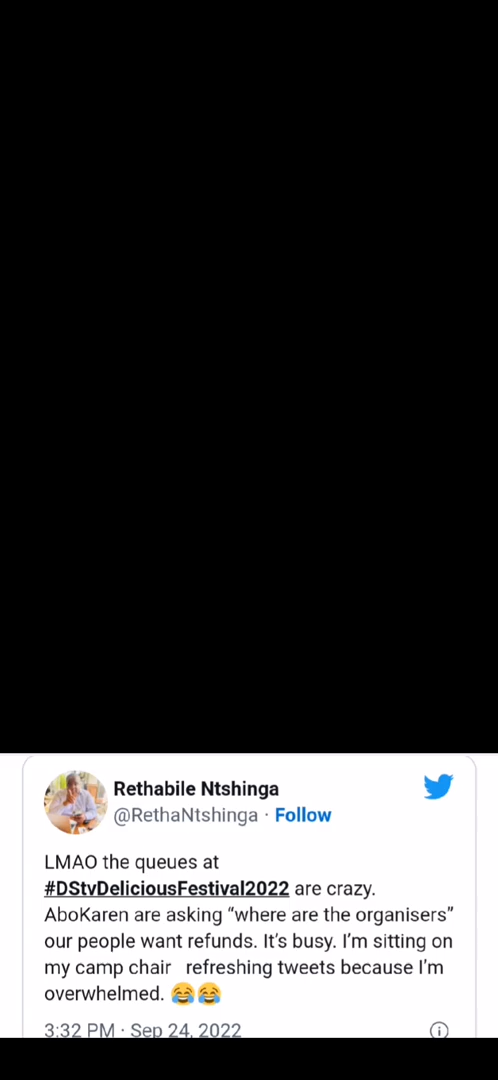 Rethabile Ntshinga
@RethaNtshinga · Follow
LMAO the queues at
#DStvDeliciousFestival2022 are crazy.
AboKaren are asking “where are the organisers”
our people want refunds. It’s busy. I’m sitting on
my camp chair refreshing tweets because I’m
overwhelmed. 😂😂
3:32 PM · Sep 24, 2022